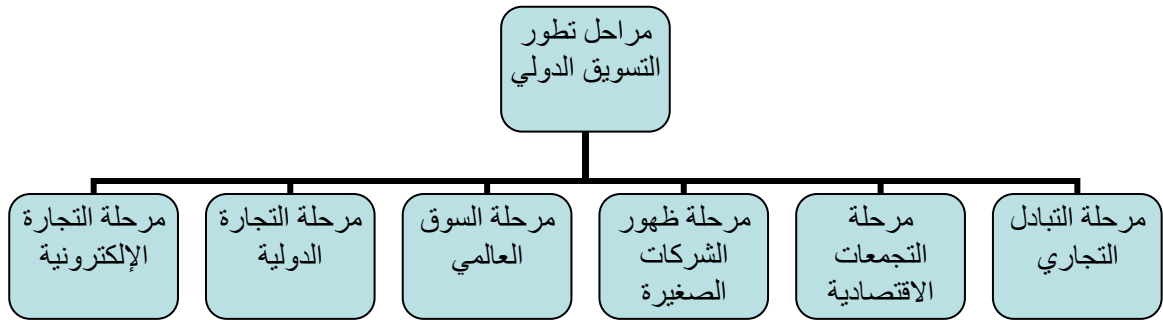 مراحل تطور
التسويق الدولي
مرحلة التبادل
التجاري
مرحلة
التجمعات
الاقتصادية
مرحلة ظهور
الشركات
الصغيرة
مرحلة السوق
العالمي
مرحلة التجارة
الدولية
مرحلة التجارة
الإلكترونية